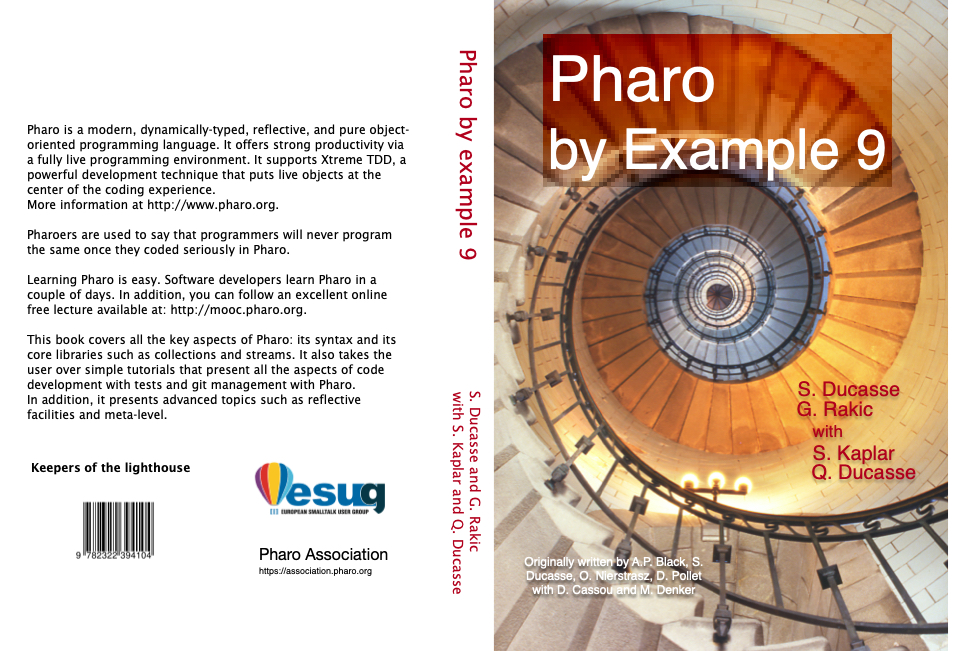 Pharo is a modern, dynamically-typed, reflective, and pure object-
oriented programming language. It offers strong productivity via
a fully live programming environment. It supports Xtreme TDD, a
powerful development technique that puts live objects at the
center of the coding experience.
More information at http://www.pharo.org.
Pharoers are used to say that programmers will never program
the same once they coded seriously in Pharo.
Learning Pharo is easy. Software developers learn Pharo in a
couple of days. In addition, you can follow an excellent online
free lecture available at: http://mooc.pharo.org.
This book covers all the key aspects of Pharo: its syntax and its
core libraries such as collections and streams. It also takes the
user over simple tutorials that present all the aspects of code
development with tests and git management with Pharo.
In addition, it presents advanced topics such as reflective
facilities and meta-level.
Keepers of the lighthouse
9 782322 394104
esug
EUROPEAN SMALLTALK USER GROUP
Pharo Association
https://association.pharo.org
Pharo by example 9
S. Ducasse and G. Rakic
with S. Kaplar and Q. Ducasse
Pharo
by Example 9
S. Ducasse
G. Rakic
with
S. Kaplar
Q. Ducasse
Originally written by A.P. Black, S.
Ducasse, O. Nierstrasz, D. Pollet
with D. Cassou and M. Denker